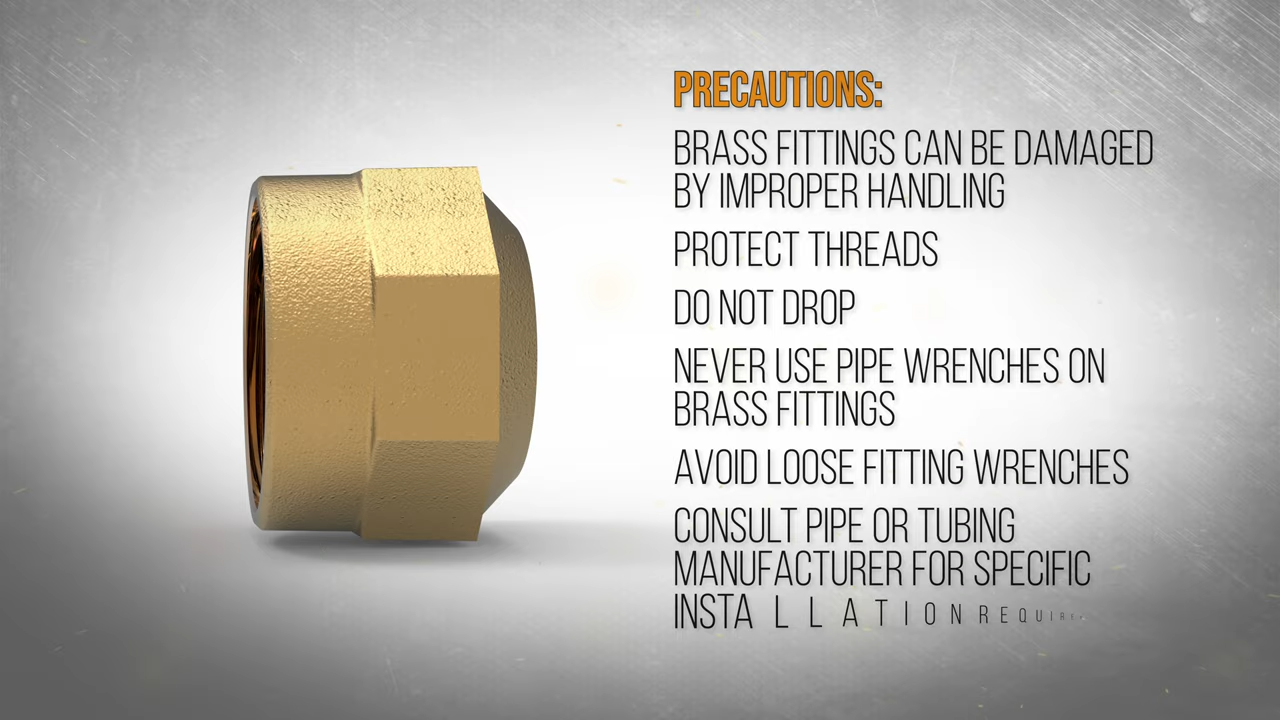 PRECAUTIONS:
BRASS FITTINGS CAN BE DAMAGED
BY IMPROPER HANDLING
PROTECT THREADS
DO NOT DROP
NEVER USE PIPE WRENCHES ON
BRASS FITTINGS
AVOID LOOSE FITTING WRENCHES
CONSULT PIPE OR TUBING
MANUFACTURER FOR SPECIFIC
INSTALLATION